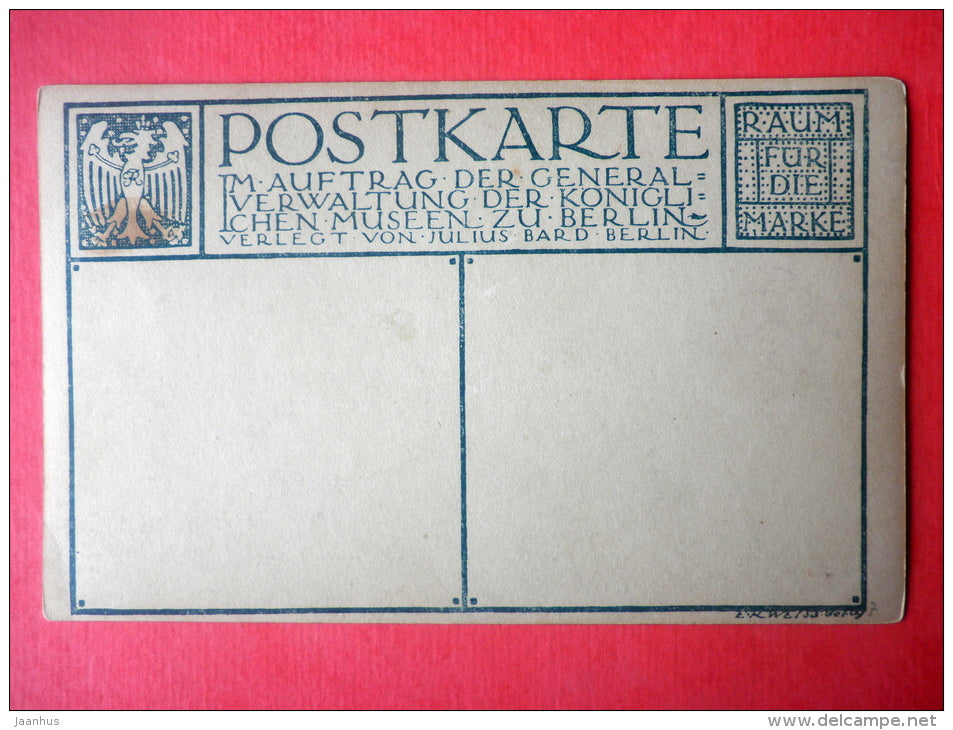 POSTKARTE
IM·AUFTRAG·DER GENERAL=
VERWALTUNG·DER KÖNIGLI=
CHEN·MUSEEN·ZU·BERLIN
VERLEGT·VON·JULIUS·BARD·BERLIN·
RAUM
FÜR
DIE
MARKE
R
E·R WEISS
Jaanhus
www.delcampe.net